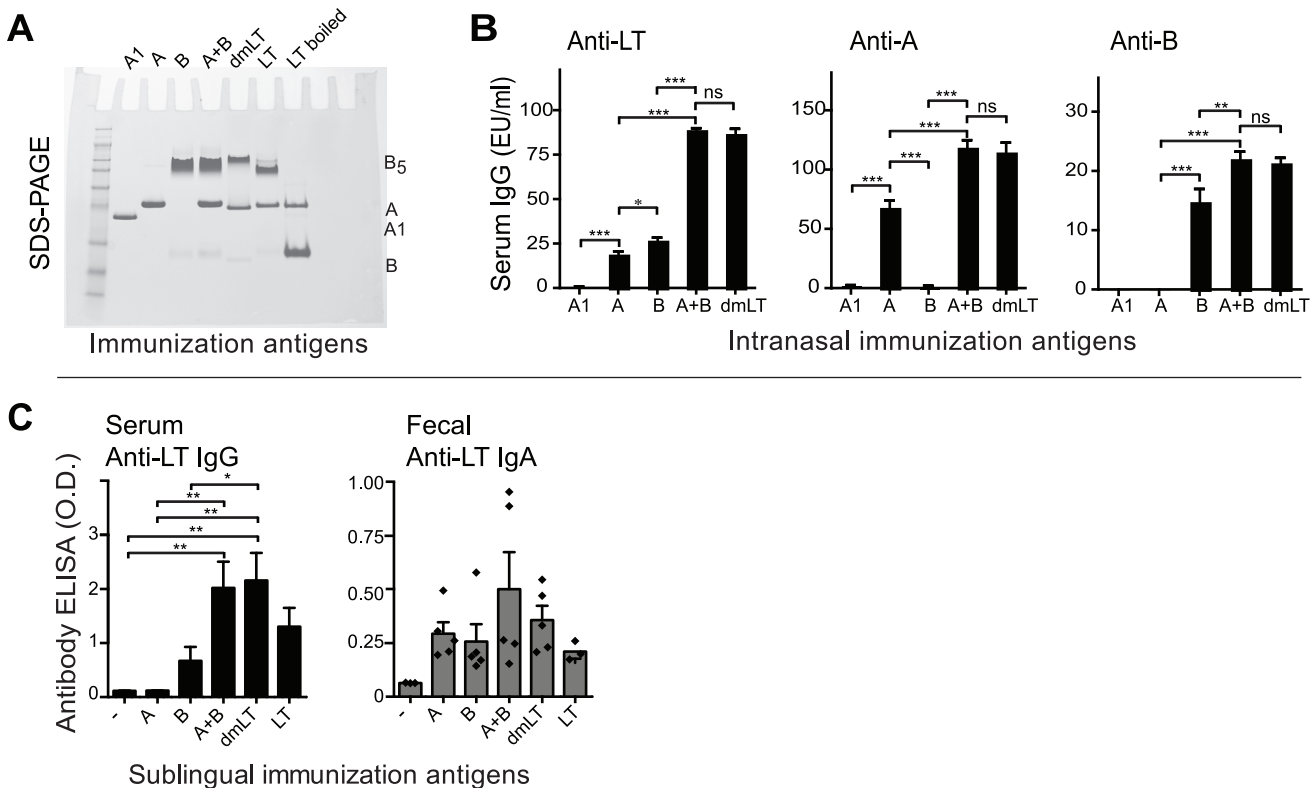 A
A1 A B A+B dmLT LT LT boiled
SDS-PAGE
B5
A
A1
B
Immunization antigens
B
Anti-LT
Serum IgG (EU/ml)
100
75
50
25
0
***
ns
***
*
***
A1 A B A+B dmLT
Anti-A
150
100
50
0
***
ns
***
***
***
A1 A B A+B dmLT
Anti-B
30
20
10
0
**
ns
***
***
A1 A B A+B dmLT
Intranasal immunization antigens
C
Serum
Anti-LT IgG
Antibody ELISA (O.D.)
3
2
1
0
*
**
**
**
**
- A B A+B dmLT LT
Fecal
Anti-LT IgA
1.00
0.75
0.50
0.25
0
- A B A+B dmLT LT
Sublingual immunization antigens